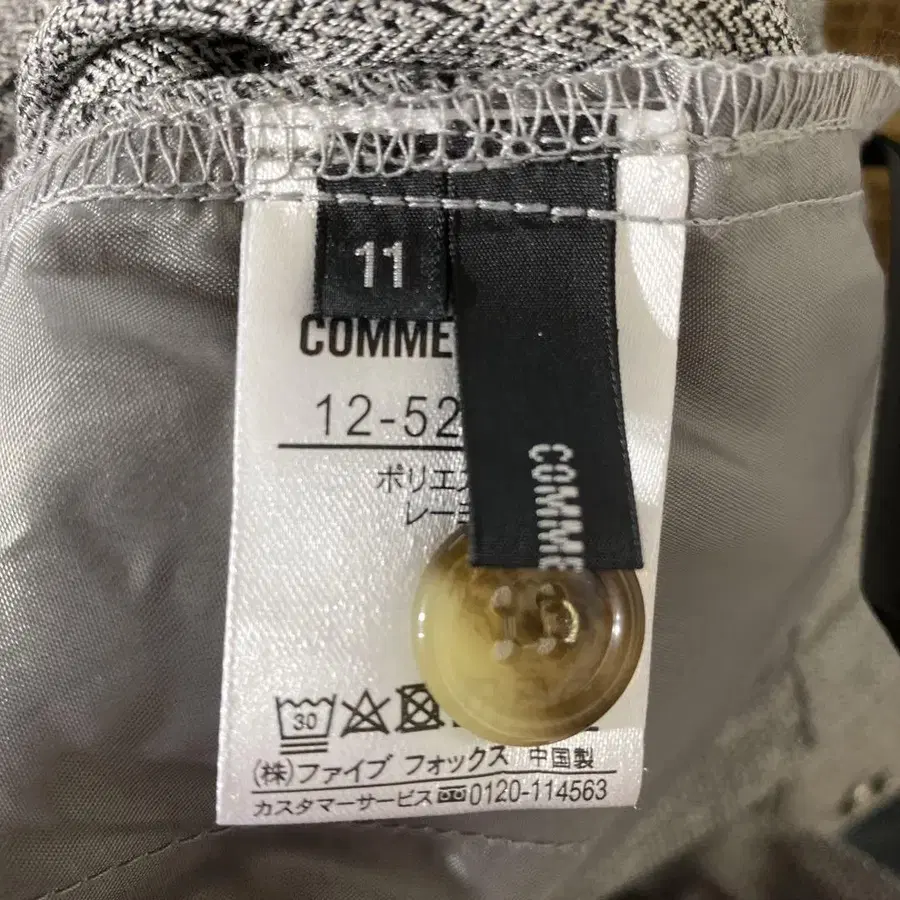 11
COMME
12-52
ポリエ
レー
COMME
30
(株)ファイブ フォックス 中国製
カスタマーサービス 0120-114563